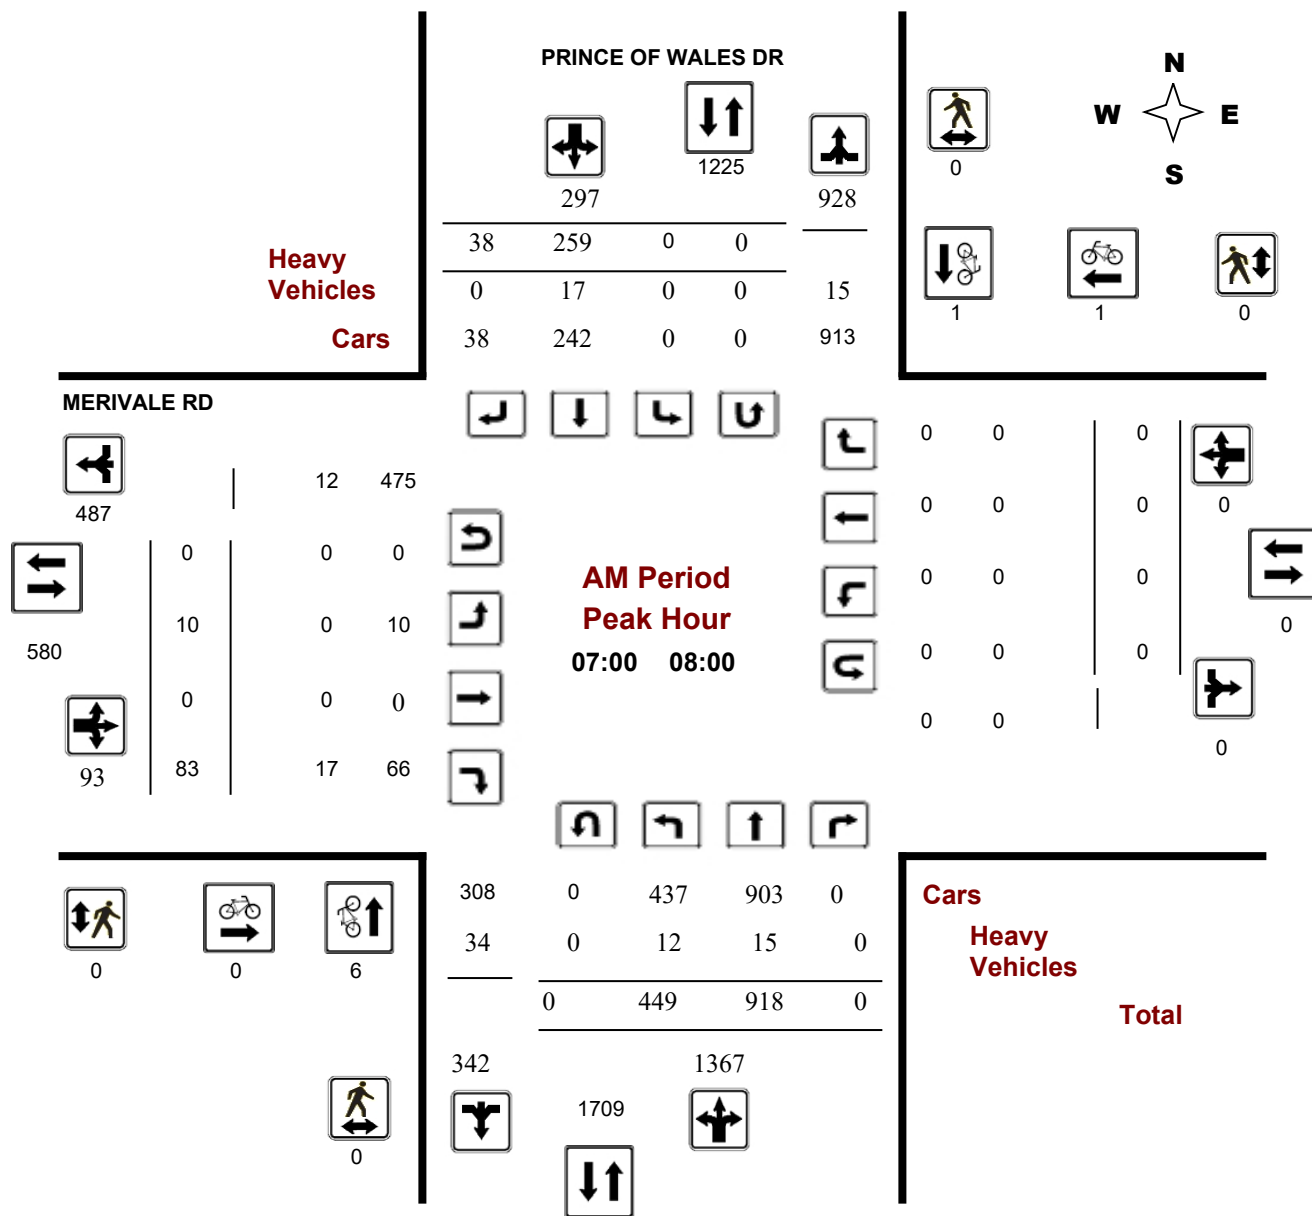 PRINCE OF WALES DR
N
W E
S
1225
0
297 928
38 259 0 0
Heavy
Vehicles
0 17 0 0 15
1 1 0
Cars 38 242 0 0 913
MERIVALE RD
0 0 0
12 475
487 0 0 0 0
0 0 0
AM Period
0 0 0
Peak Hour
10 0 10
580 0
07:00 08:00
0 0 0
0 0 0
0 0
0
93 83 17 66
308 0 437 903 0
Cars
34 0 12 15 0
Heavy
Vehicles
0 0 6
0 449 918 0
Total
342 1367
1709
0